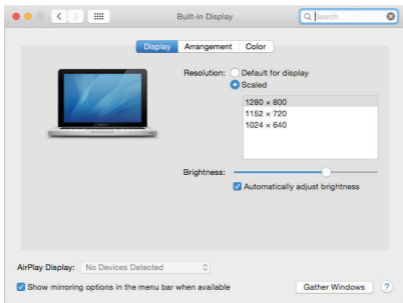 Built-in Display
Search
Display Arrangement Color
Resolution: Default for display
Scaled
1280 × 800
1152 × 720
1024 × 640
Brightness:
Automatically adjust brightness
AirPlay Display: No Devices Detected
Show mirroring options in the menu bar when available
Gather Windows ?